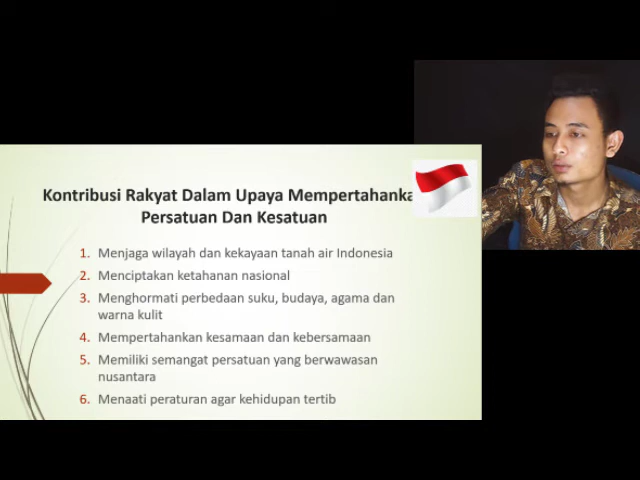 Kontribusi Rakyat Dalam Upaya Mempertahanka
Persatuan Dan Kesatuan
1. Menjaga wilayah dan kekayaan tanah air Indonesia
2. Menciptakan ketahanan nasional
3. Menghormati perbedaan suku, budaya, agama dan
warna kulit
4. Mempertahankan kesamaan dan kebersamaan
5. Memiliki semangat persatuan yang berwawasan
nusantara
6. Menaati peraturan agar kehidupan tertib